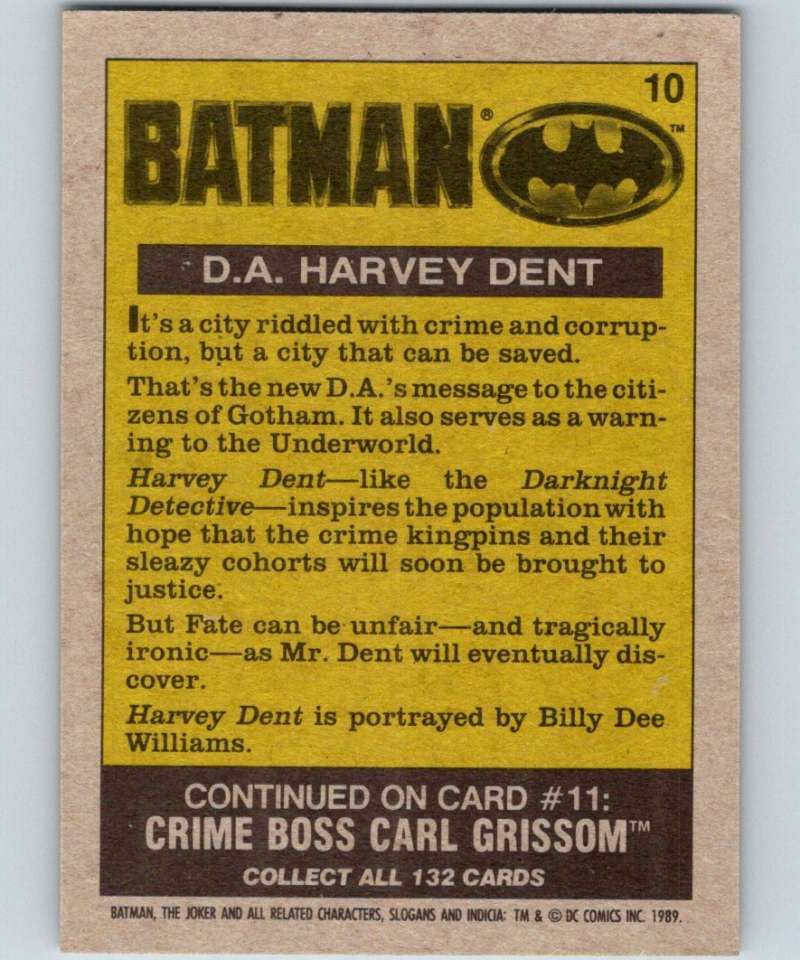 10
BATMAN®
™
D.A. HARVEY DENT
It's a city riddled with crime and corrup-
tion, but a city that can be saved.
That's the new D.A.'s message to the citi-
zens of Gotham. It also serves as a warn-
ing to the Underworld.
Harvey Dent—like the Darknight
Detective—inspires the population with
hope that the crime kingpins and their
sleazy cohorts will soon be brought to
justice.
But Fate can be unfair—and tragically
ironic—as Mr. Dent will eventually dis-
cover.
Harvey Dent is portrayed by Billy Dee
Williams.
CONTINUED ON CARD #11:
CRIME BOSS CARL GRISSOM™
COLLECT ALL 132 CARDS
BATMAN, THE JOKER AND ALL RELATED CHARACTERS, SLOGANS AND INDICIA: TM & © DC COMICS INC. 1989.